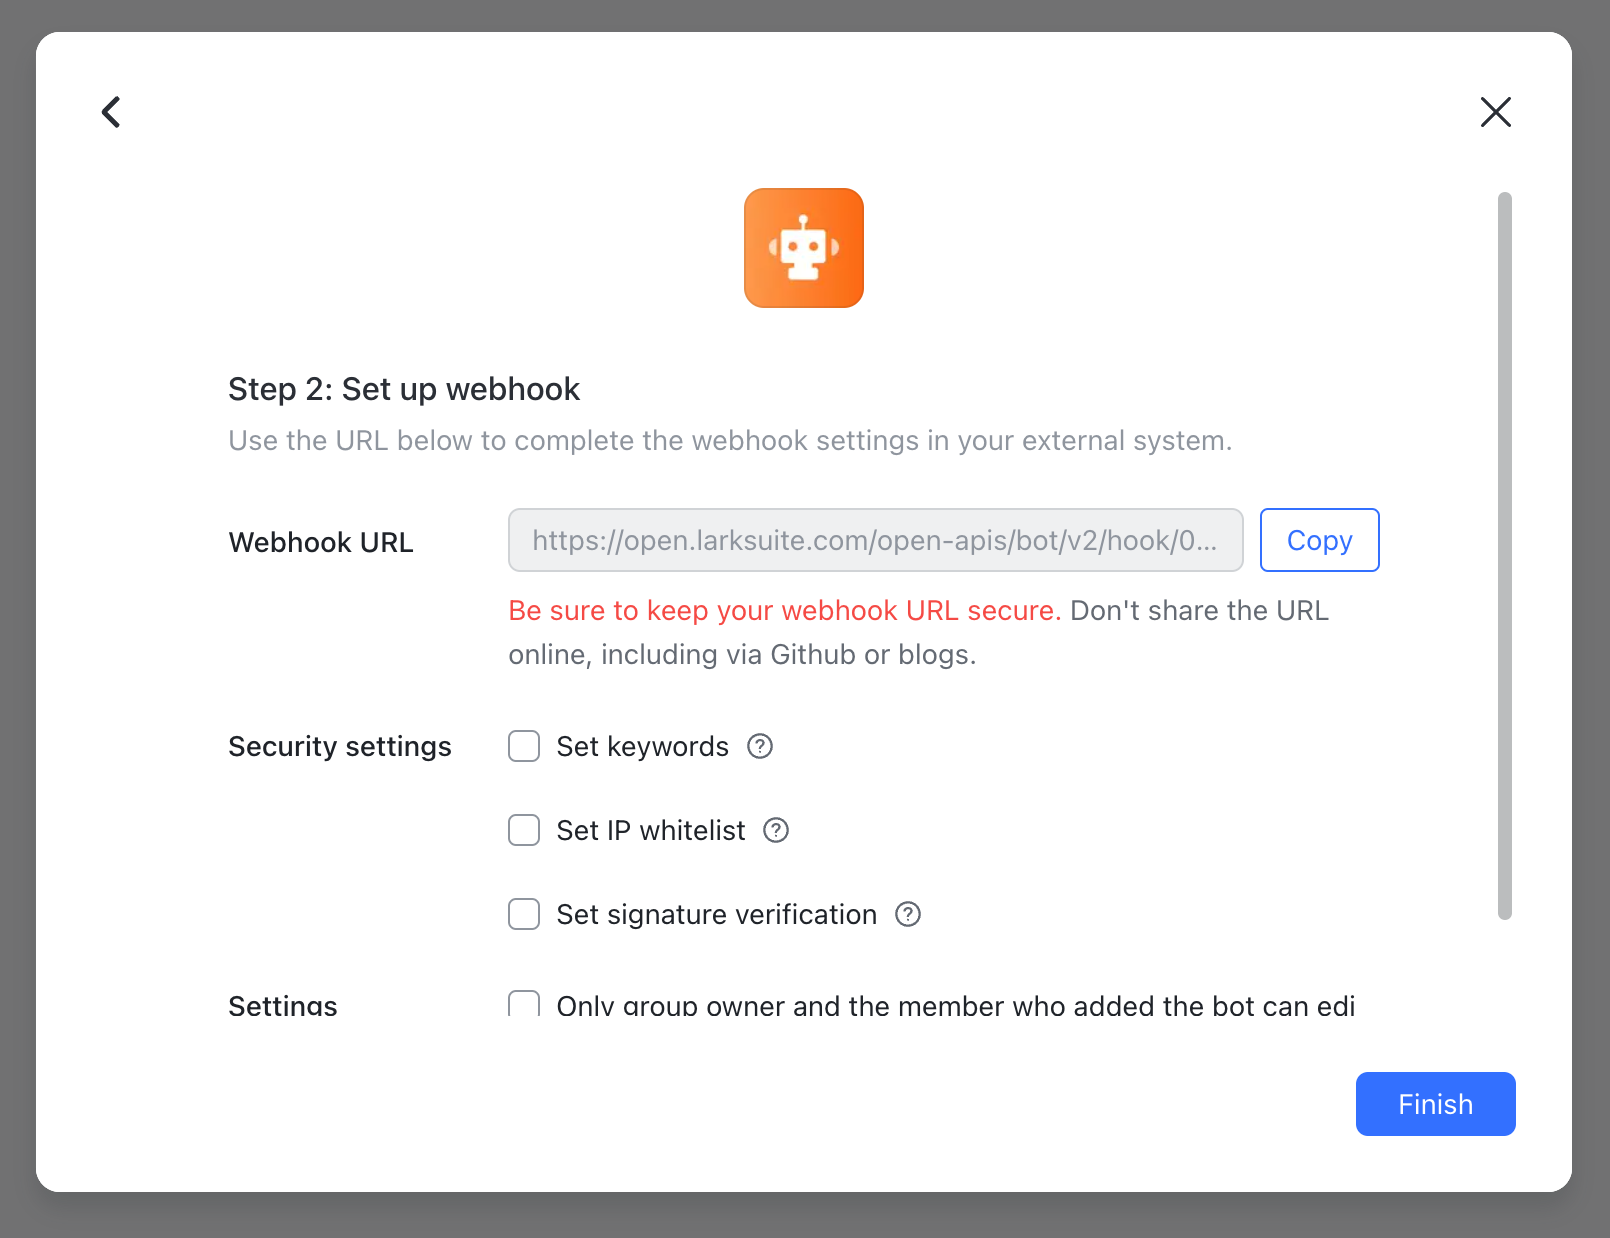 Step 2: Set up webhook
Use the URL below to complete the webhook settings in your external system.
Webhook URL
https://open.larksuite.com/open-apis/bot/v2/hook/0...
Copy
Be sure to keep your webhook URL secure. Don't share the URL
online, including via Github or blogs.
Security settings
Set keywords
Set IP whitelist
Set signature verification
Settings
Only group owner and the member who added the bot can edi
Finish